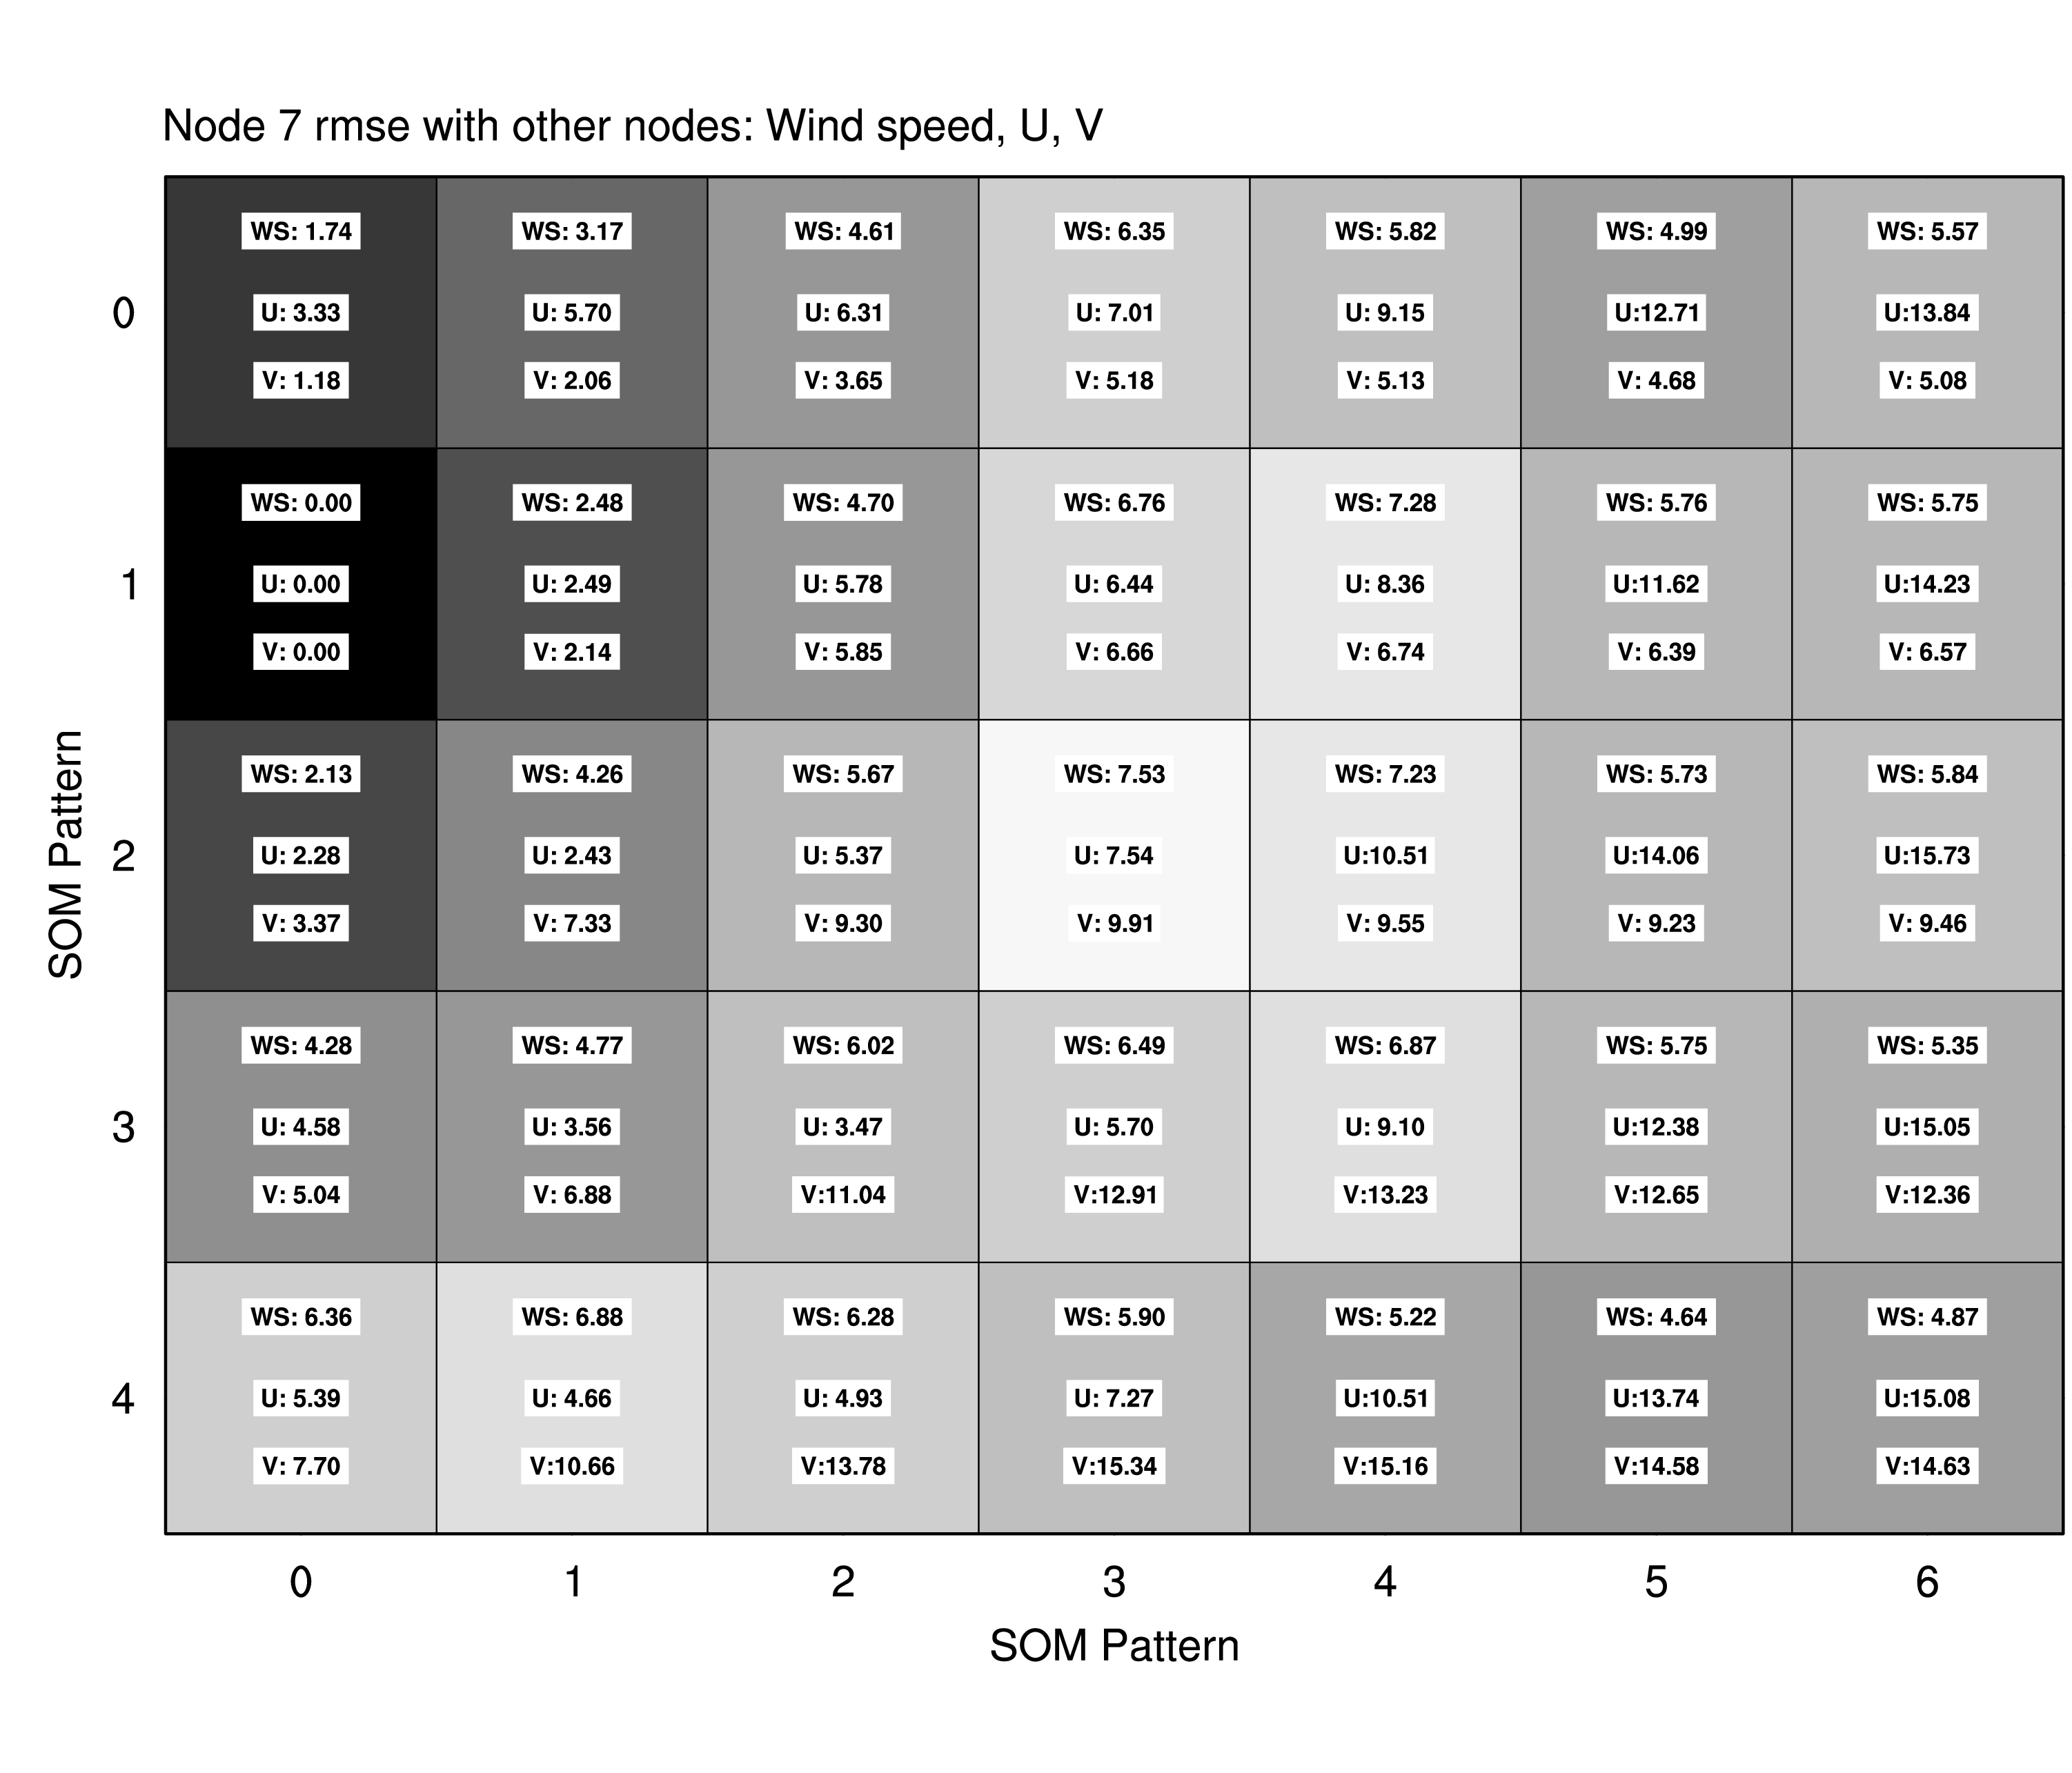 Node 7 rmse with other nodes: Wind speed, U, V
WS: 1.74 WS: 3.17 WS: 4.61 WS: 6.35 WS: 5.82 WS: 4.99 WS: 5.57
0 U: 3.33 U: 5.70 U: 6.31 U: 7.01 U: 9.15 U:12.71 U:13.84
V: 1.18 V: 2.06 V: 3.65 V: 5.18 V: 5.13 V: 4.68 V: 5.08
WS: 0.00 WS: 2.48 WS: 4.70 WS: 6.76 WS: 7.28 WS: 5.76 WS: 5.75
1 U: 0.00 U: 2.49 U: 5.78 U: 6.44 U: 8.36 U:11.62 U:14.23
V: 0.00 V: 2.14 V: 5.85 V: 6.66 V: 6.74 V: 6.39 V: 6.57
SOM Pattern
WS: 2.13 WS: 4.26 WS: 5.67 WS: 7.53 WS: 7.23 WS: 5.73 WS: 5.84
2 U: 2.28 U: 2.43 U: 5.37 U: 7.54 U:10.51 U:14.06 U:15.73
V: 3.37 V: 7.33 V: 9.30 V: 9.91 V: 9.55 V: 9.23 V: 9.46
WS: 4.28 WS: 4.77 WS: 6.02 WS: 6.49 WS: 6.87 WS: 5.75 WS: 5.35
3 U: 4.58 U: 3.56 U: 3.47 U: 5.70 U: 9.10 U:12.38 U:15.05
V: 5.04 V: 6.88 V:11.04 V:12.91 V:13.23 V:12.65 V:12.36
WS: 6.36 WS: 6.88 WS: 6.28 WS: 5.90 WS: 5.22 WS: 4.64 WS: 4.87
4 U: 5.39 U: 4.66 U: 4.93 U: 7.27 U:10.51 U:13.74 U:15.08
V: 7.70 V:10.66 V:13.78 V:15.34 V:15.16 V:14.58 V:14.63
0 1 2 3 4 5 6
SOM Pattern